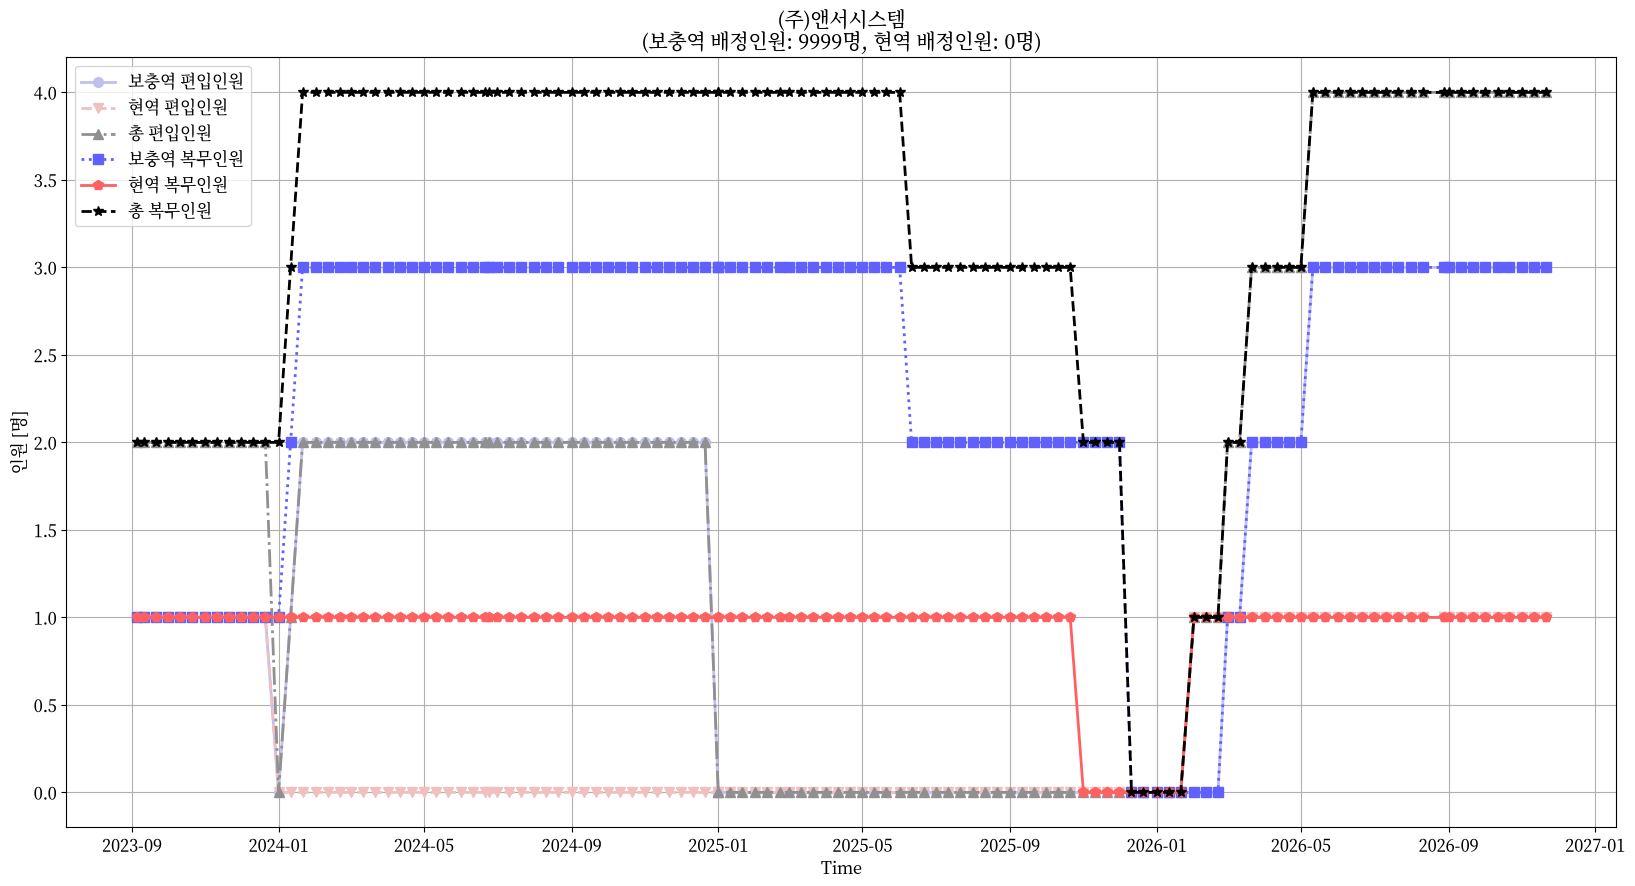 (주)앤서시스템
(보충역 배정인원: 9999명, 현역 배정인원: 0명)
보충역 편입인원
현역 편입인원
총 편입인원
보충역 복무인원
현역 복무인원
총 복무인원
4.0
3.5
3.0
2.5
2.0
1.5
1.0
0.5
0.0
인원 [명]
2023-09 2024-01 2024-05 2024-09 2025-01 2025-05 2025-09 2026-01 2026-05 2026-09 2027-01
Time